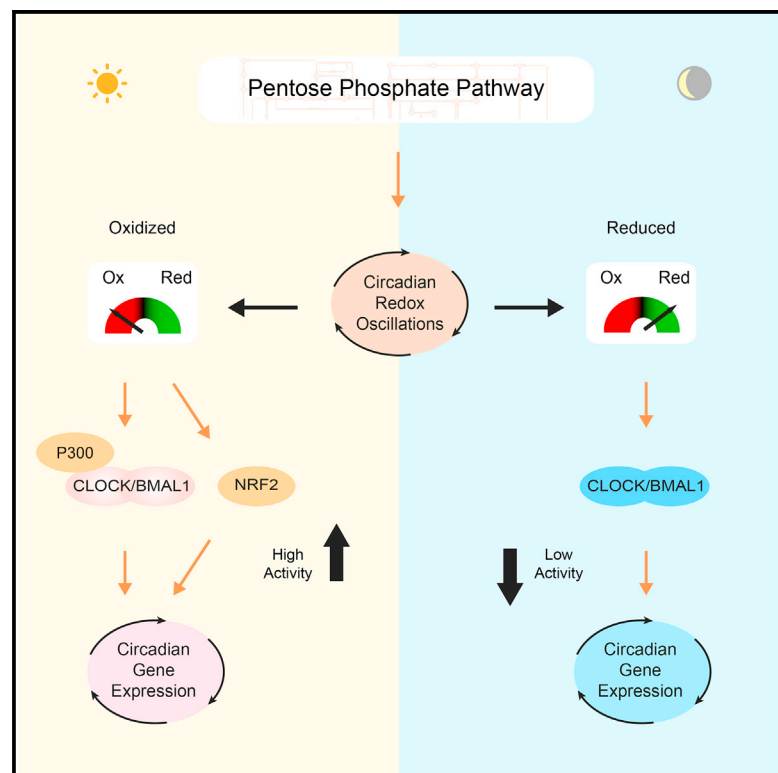 Pentose Phosphate Pathway
Oxidized
Reduced
Ox Red
Circadian
Redox
Oscillations
Ox Red
P300
CLOCK/BMAL1
NRF2
CLOCK/BMAL1
High
Activity
Low
Activity
Circadian
Gene
Expression
Circadian
Gene
Expression